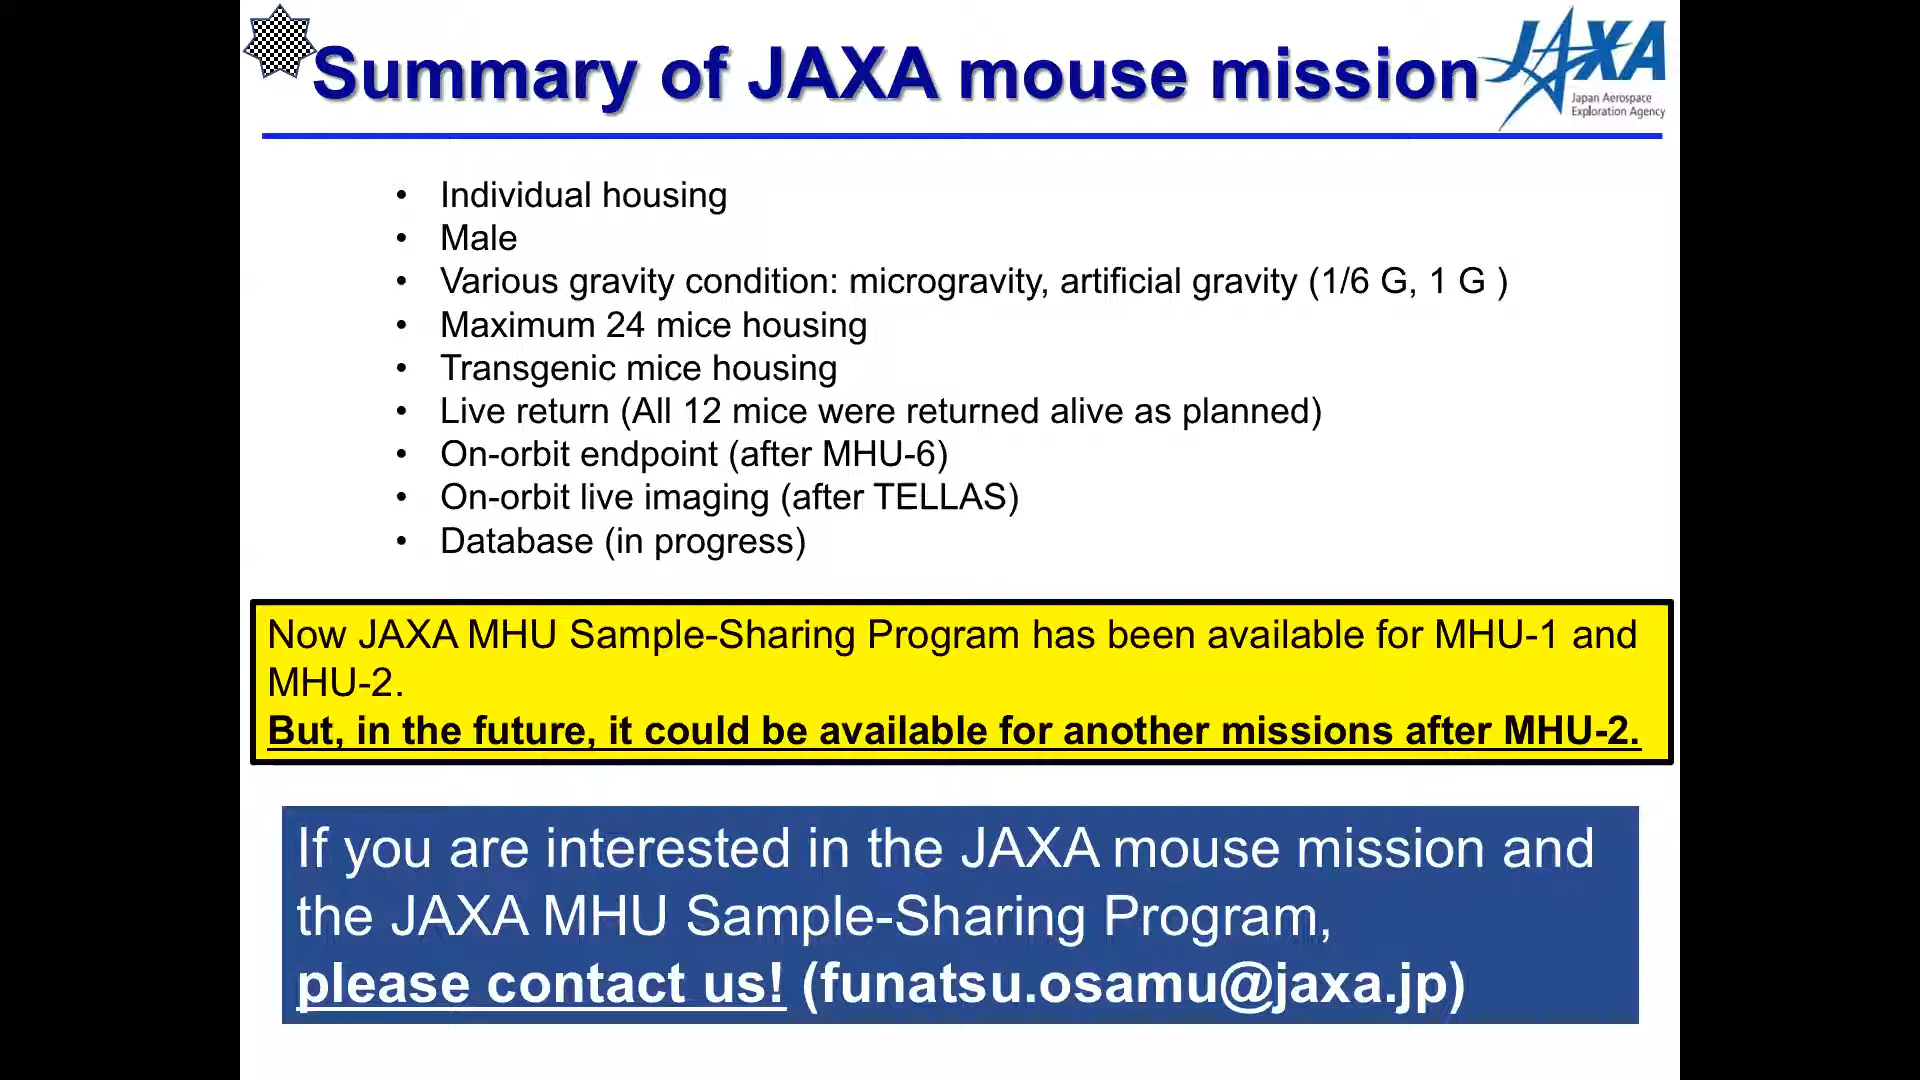 Summary of JAXA mouse mission
JAXA
Japan Aerospace
Exploration Agency
• Individual housing
• Male
• Various gravity condition: microgravity, artificial gravity (1/6 G, 1 G )
• Maximum 24 mice housing
• Transgenic mice housing
• Live return (All 12 mice were returned alive as planned)
• On-orbit endpoint (after MHU-6)
• On-orbit live imaging (after TELLAS)
• Database (in progress)
Now JAXA MHU Sample-Sharing Program has been available for MHU-1 and
MHU-2.
But, in the future, it could be available for another missions after MHU-2.
If you are interested in the JAXA mouse mission and
the JAXA MHU Sample-Sharing Program,
please contact us! (funatsu.osamu@jaxa.jp)